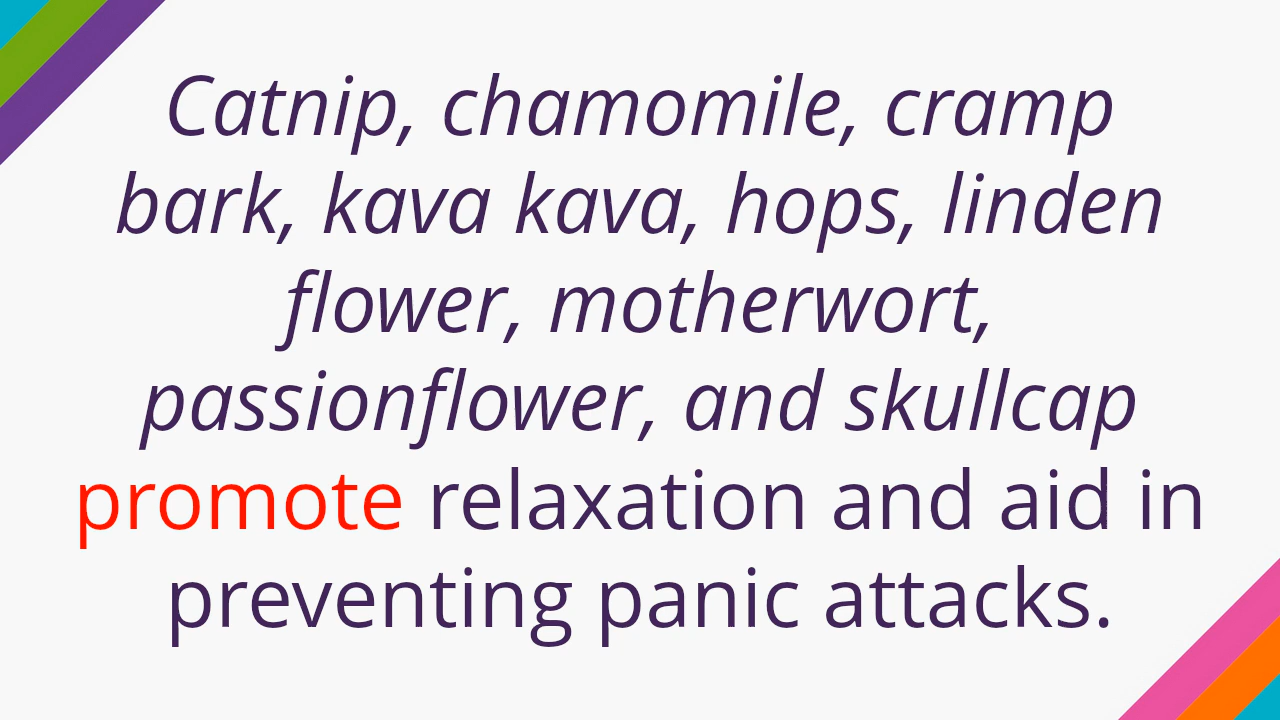 Catnip, chamomile, cramp
bark, kava kava, hops, linden
flower, motherwort,
passionflower, and skullcap
promote relaxation and aid in
preventing panic attacks.